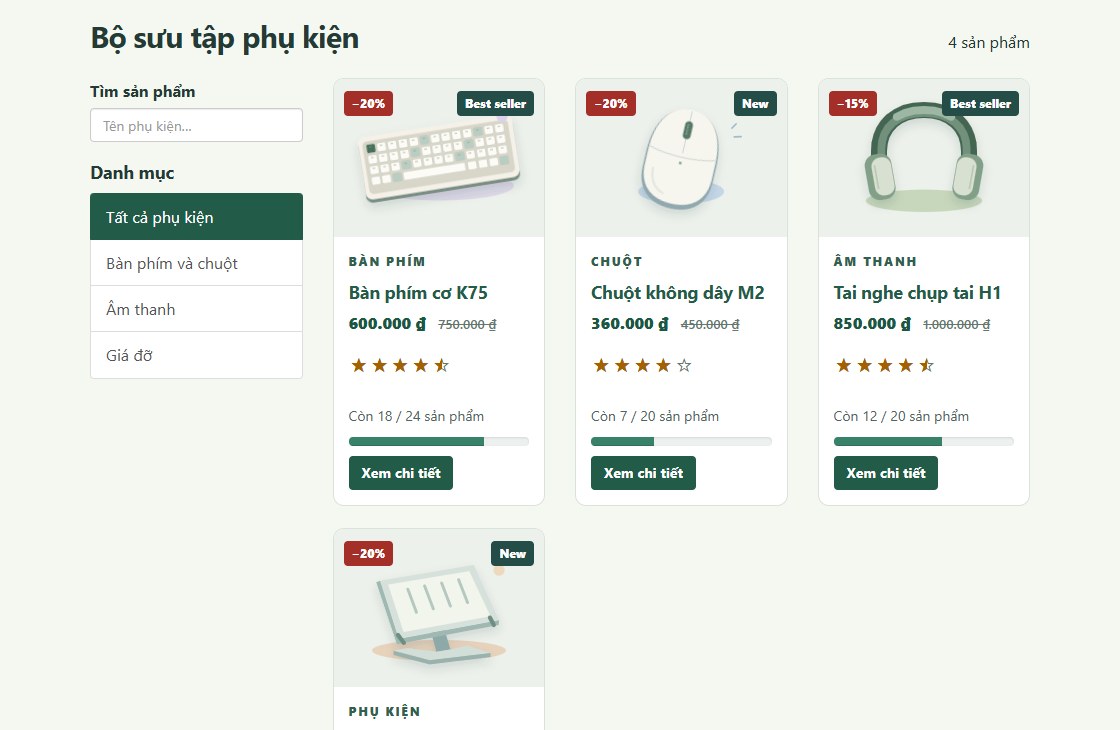 Bộ sưu tập phụ kiện
4 sản phẩm
Tìm sản phẩm
Tên phụ kiện...
Danh mục
Tất cả phụ kiện
Bàn phím và chuột
Âm thanh
Giá đỡ
−20%
Best seller
BÀN PHÍM
Bàn phím cơ K75
600.000 ₫ 750.000 ₫
Còn 18 / 24 sản phẩm
Xem chi tiết
−20%
New
CHUỘT
Chuột không dây M2
360.000 ₫ 450.000 ₫
Còn 7 / 20 sản phẩm
Xem chi tiết
−15%
Best seller
ÂM THANH
Tai nghe chụp tai H1
850.000 ₫ 1.000.000 ₫
Còn 12 / 20 sản phẩm
Xem chi tiết
−20%
New
PHỤ KIỆN